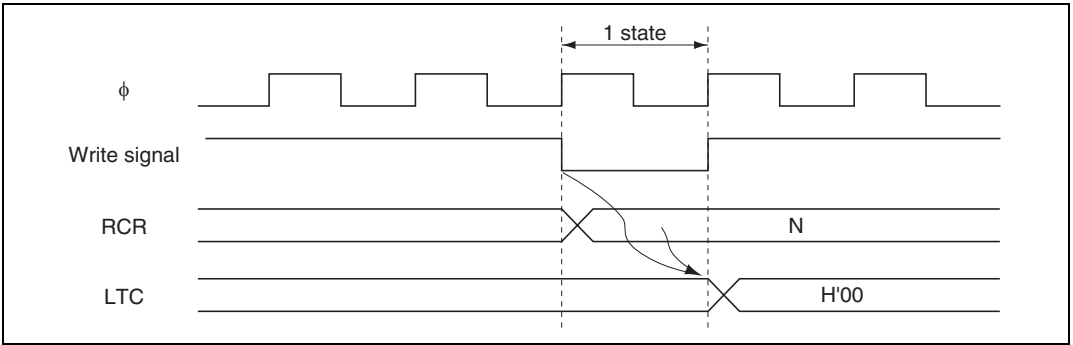 1 state
ϕ
Write signal
RCR
N
LTC
H'00